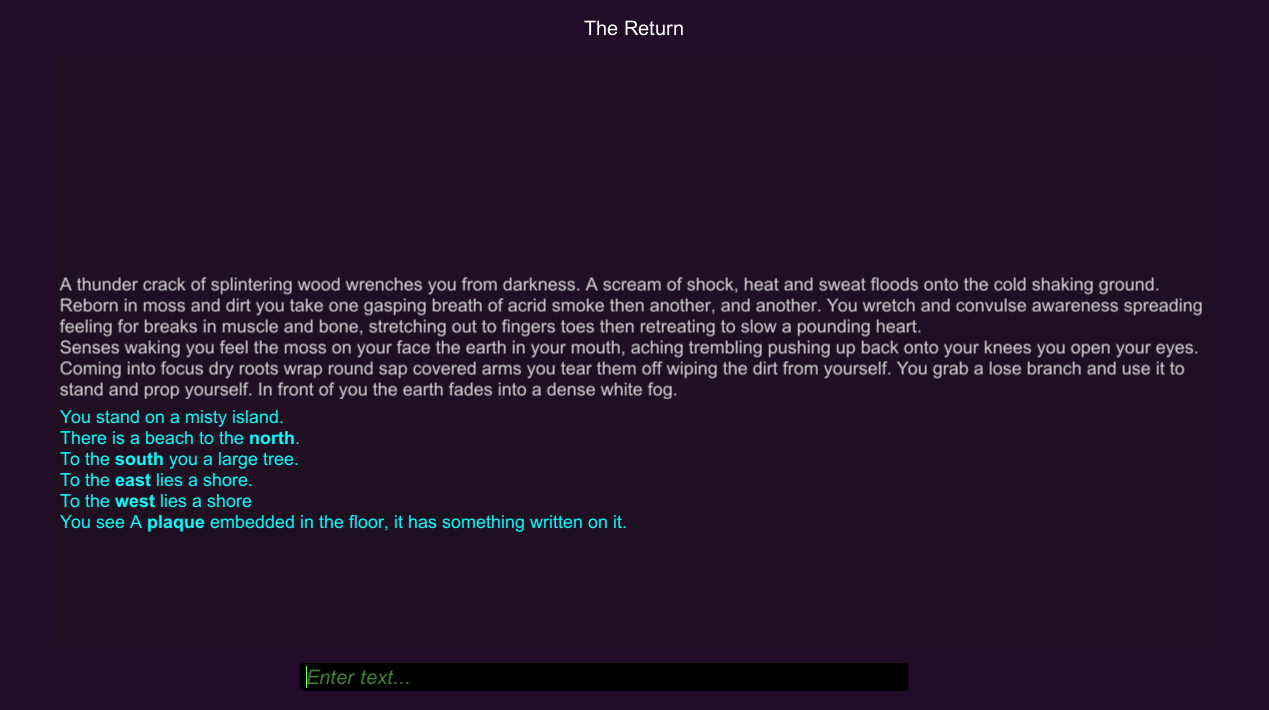 The Return
A thunder crack of splintering wood wrenches you from darkness. A scream of shock, heat and sweat floods onto the cold shaking ground.
Reborn in moss and dirt you take one gasping breath of acrid smoke then another, and another. You wretch and convulse awareness spreading
feeling for breaks in muscle and bone, stretching out to fingers toes then retreating to slow a pounding heart.
Senses waking you feel the moss on your face the earth in your mouth, aching trembling pushing up back onto your knees you open your eyes.
Coming into focus dry roots wrap round sap covered arms you tear them off wiping the dirt from yourself. You grab a lose branch and use it to
stand and prop yourself. In front of you the earth fades into a dense white fog.
You stand on a misty island.
There is a beach to the north.
To the south you a large tree.
To the east lies a shore.
To the west lies a shore
You see A plaque embedded in the floor, it has something written on it.
Enter text...